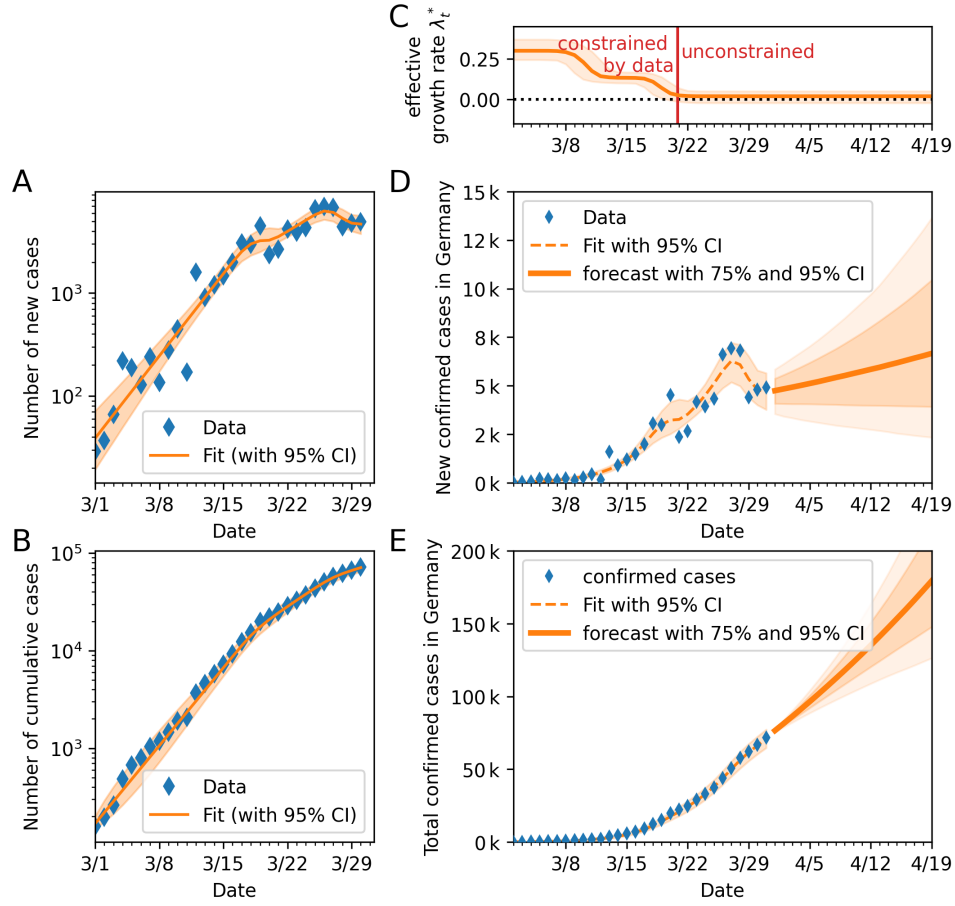 C
effective
growth rate λ*t
0.25
0.00
constrained
by data
unconstrained
3/8 3/15 3/22 3/29 4/5 4/12 4/19
A
Number of new cases
10³
10²
Data
Fit (with 95% CI)
3/1 3/8 3/15 3/22 3/29
Date
D
New confirmed cases in Germany
15 k
12 k
10 k
8 k
5 k
2 k
0 k
Data
Fit with 95% CI
forecast with 75% and 95% CI
3/8 3/15 3/22 3/29 4/5 4/12 4/19
Date
B
Number of cumulative cases
10⁵
10⁴
10³
Data
Fit (with 95% CI)
3/1 3/8 3/15 3/22 3/29
Date
E
Total confirmed cases in Germany
200 k
150 k
100 k
50 k
0 k
confirmed cases
Fit with 95% CI
forecast with 75% and 95% CI
3/8 3/15 3/22 3/29 4/5 4/12 4/19
Date